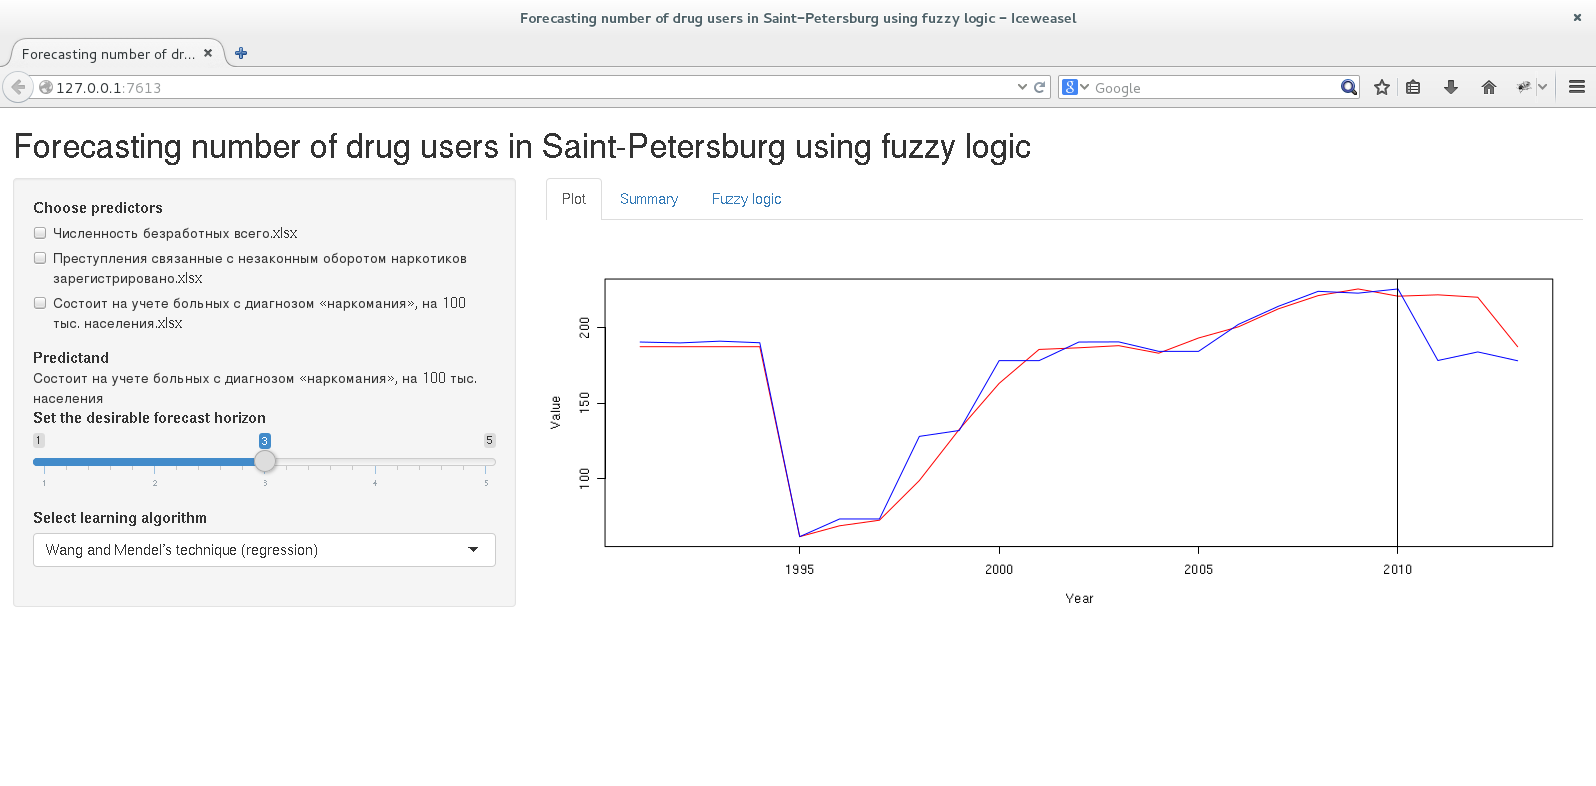 Forecasting number of drug users in Saint-Petersburg using fuzzy logic - Iceweasel
Forecasting number of dr...
127.0.0.1:7613
Google
Forecasting number of drug users in Saint-Petersburg using fuzzy logic
Choose predictors
Численность безработных всего.xlsx
Преступления связанные с незаконным оборотом наркотиков
зарегистрировано.xlsx
Состоит на учете больных с диагнозом «наркомания», на 100
тыс. населения.xlsx
Predictand
Состоит на учете больных с диагнозом «наркомания», на 100 тыс.
населения
Set the desirable forecast horizon
1 3 5
1 2 3 4 5
Select learning algorithm
Wang and Mendel's technique (regression)
Plot Summary Fuzzy logic
Value
200
150
100
1995 2000 2005 2010
Year